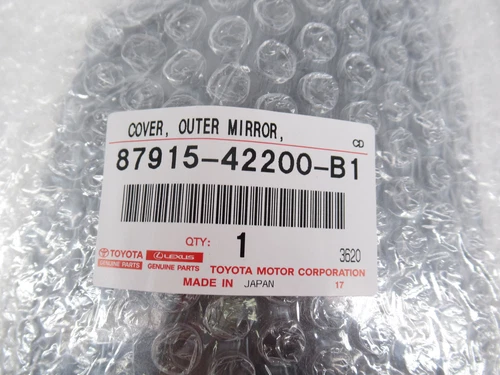 COVER, OUTER MIRROR,
CD
87915-42200-B1
QTY: 1
3620
TOYOTA LEXUS
GENUINE PARTS GENUINE PARTS TOYOTA MOTOR CORPORATION
MADE IN JAPAN 17